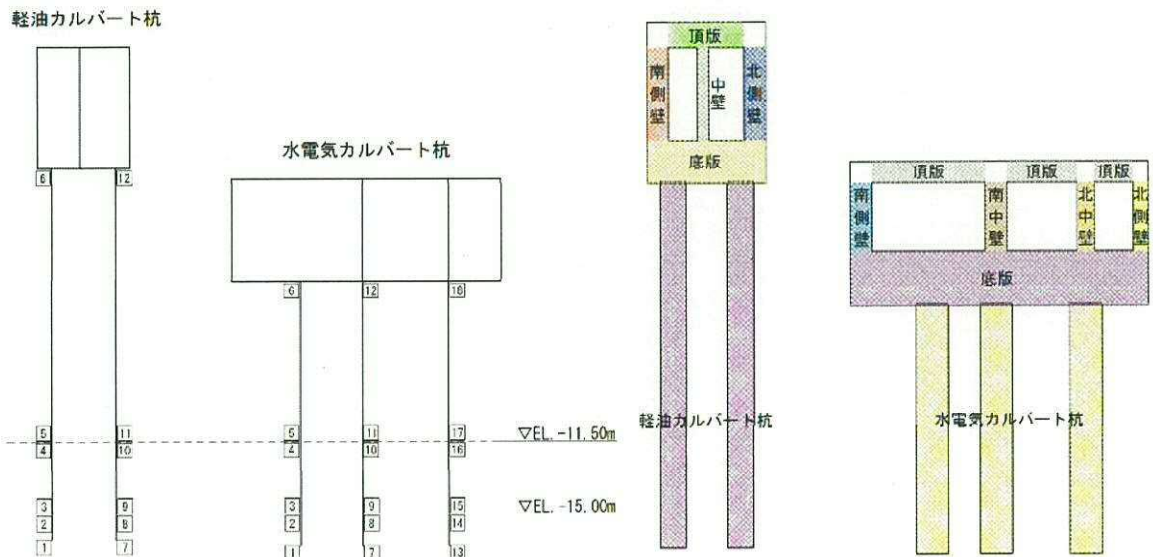 軽油カルバート杭
6
12
5
11
4
10
3
9
2
8
1
7
水電気カルバート杭
6
12
18
5
11
17
4
10
16
3
9
15
2
8
14
1
7
13
▽EL.-11.50m
▽EL.-15.00m
頂版
南側壁
中壁
北側壁
底版
軽油カルバート杭
頂版
頂版
頂版
南側壁
南中壁
北中壁
北側壁
底版
水電気カルバート杭